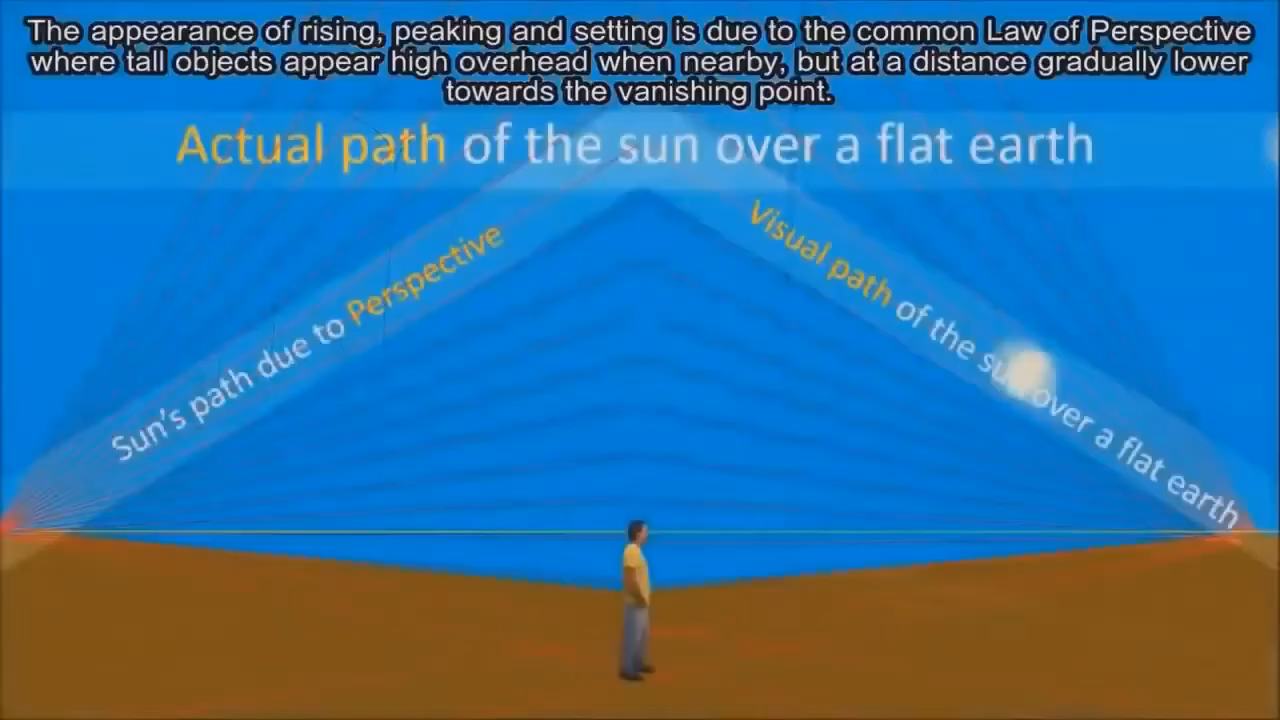 The appearance of rising, peaking and setting is due to the common Law of Perspective
where tall objects appear high overhead when nearby, but at a distance gradually lower
towards the vanishing point.
Actual path of the sun over a flat earth
Sun's path due to Perspective
Visual path of the sun over a flat earth